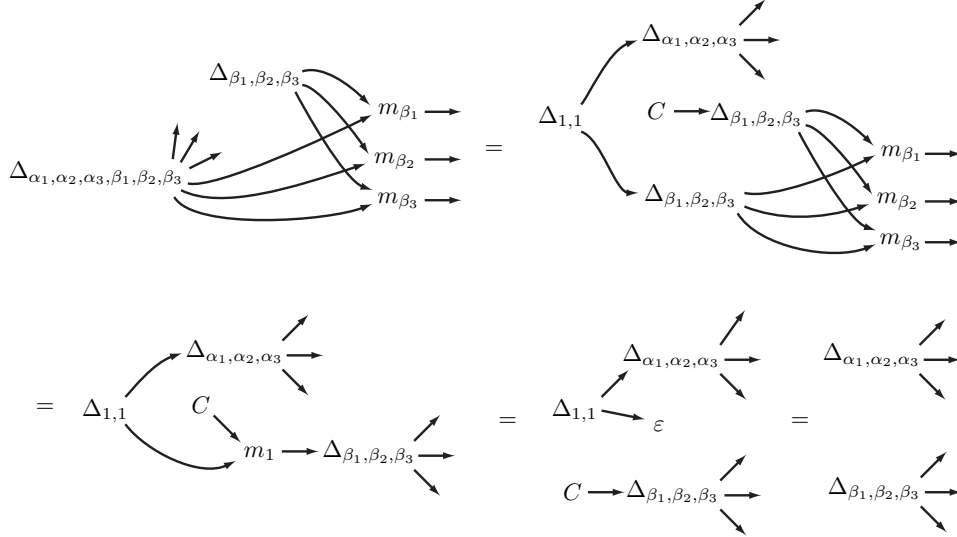 Δ_{α₁,α₂,α₃}
Δ_{β₁,β₂,β₃}
m_{β₁}
Δ_{1,1}
C → Δ_{β₁,β₂,β₃}
m_{β₂}
=
m_{β₁}
Δ_{α₁,α₂,α₃,β₁,β₂,β₃}
m_{β₃}
Δ_{β₁,β₂,β₃}
m_{β₂}
m_{β₃}
Δ_{α₁,α₂,α₃}
Δ_{α₁,α₂,α₃}
Δ_{α₁,α₂,α₃}
= Δ_{1,1}
C
= Δ_{1,1}
ε
=
m₁ → Δ_{β₁,β₂,β₃}
C → Δ_{β₁,β₂,β₃}
Δ_{β₁,β₂,β₃}